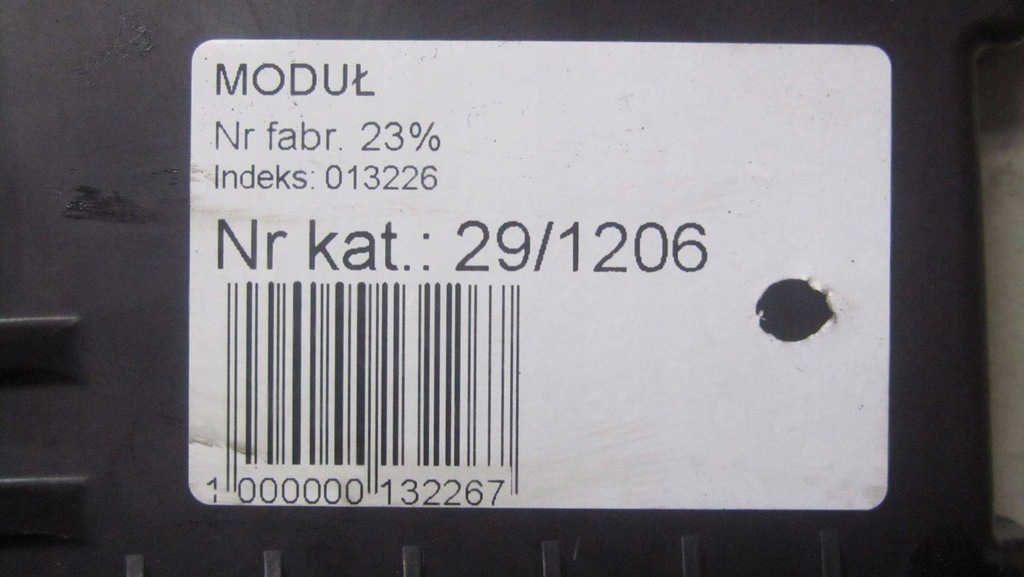 MODUŁ
Nr fabr. 23%
Indeks: 013226
Nr kat.: 29/1206
1 000000 132267